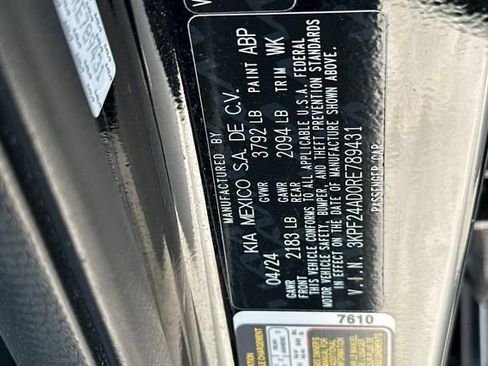 MANUFACTURED BY
KIA MEXICO S.A. DE C.V.
04/24 GVWR 3792 LB PAINT ABP
GAWR FRONT 2183 LB GAWR REAR 2094 LB TRIM WK
THIS VEHICLE CONFORMS TO ALL APPLICABLE U.S.A. FEDERAL
MOTOR VEHICLE SAFETY, BUMPER, AND THEFT PREVENTION STANDARDS
IN EFFECT ON THE DATE OF MANUFACTURE SHOWN ABOVE.
V.I.N. 3KPF24AD0RE789431
PASSENGER CAR
7610